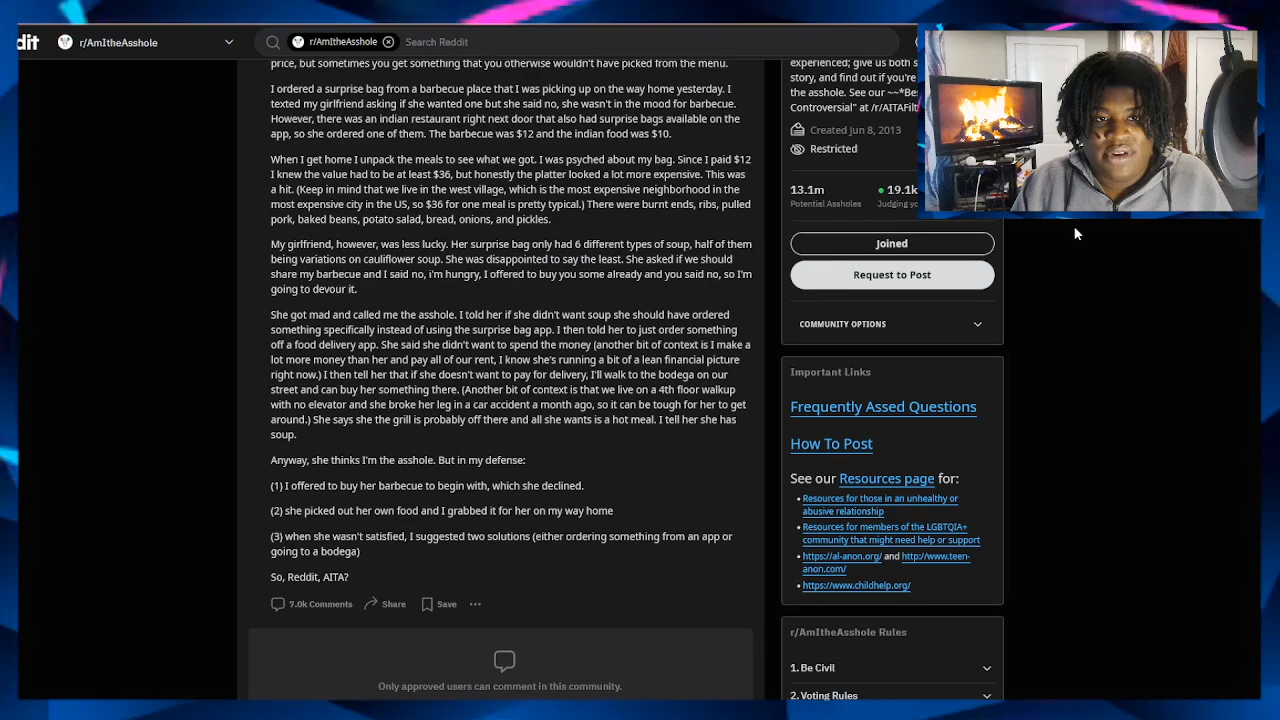 dit
r/AmItheAsshole
r/AmItheAsshole
Search Reddit
price, but sometimes you get something that you otherwise wouldn't have picked from the menu.
I ordered a surprise bag from a barbecue place that I was picking up on the way home yesterday. I
texted my girlfriend asking if she wanted one but she said no, she wasn't in the mood for barbecue.
However, there was an indian restaurant right next door that also had surprise bags available on the
app, so she ordered one of them. The barbecue was $12 and the indian food was $10.
When I get home I unpack the meals to see what we got. I was psyched about my bag. Since I paid $12
I knew the value had to be at least $36, but honestly the platter looked a lot more expensive. This was
a hit. (Keep in mind that we live in the west village, which is the most expensive neighborhood in the
most expensive city in the US, so $36 for one meal is pretty typical.) There were burnt ends, ribs, pulled
pork, baked beans, potato salad, bread, onions, and pickles.
My girlfriend, however, was less lucky. Her surprise bag only had 6 different types of soup, half of them
being variations on cauliflower soup. She was disappointed to say the least. She asked if we should
share my barbecue and I said no, i'm hungry, I offered to buy you some already and you said no, so I'm
going to devour it.
She got mad and called me the asshole. I told her if she didn't want soup she should have ordered
something specifically instead of using the surprise bag app. I then told her to just order something
off a food delivery app. She said she didn't want to spend the money (another bit of context is I make a
lot more money than her and pay all of our rent, I know she's running a bit of a lean financial picture
right now.) I then tell her that if she doesn't want to pay for delivery, I'll walk to the bodega on our
street and can buy her something there. (Another bit of context is that we live on a 4th floor walkup
with no elevator and she broke her leg in a car accident a month ago, so it can be tough for her to get
around.) She says she the grill is probably off there and all she wants is a hot meal. I tell her she has
soup.
Anyway, she thinks I'm the asshole. But in my defense:
(1) I offered to buy her barbecue to begin with, which she declined.
(2) she picked out her own food and I grabbed it for her on my way home
(3) when she wasn't satisfied, I suggested two solutions (either ordering something from an app or
going to a bodega)
So, Reddit, AITA?
7.0k Comments Share Save
Only approved users can comment in this community.
experienced; give us both s
story, and find out if you're
the asshole. See our ~~*Bes
Controversial" at /r/AITAFilt
Created Jun 8, 2013
Restricted
13.1m
Potential Assholes
19.1k
Judging yo
Joined
Request to Post
COMMUNITY OPTIONS
Important Links
Frequently Assed Questions
How To Post
See our Resources page for:
• Resources for those in an unhealthy or
abusive relationship
• Resources for members of the LGBTQIA+
community that might need help or support
• https://al-anon.org/ and http://www.teen-
anon.com/
• https://www.childhelp.org/
r/AmItheAsshole Rules
1. Be Civil
2. Voting Rules